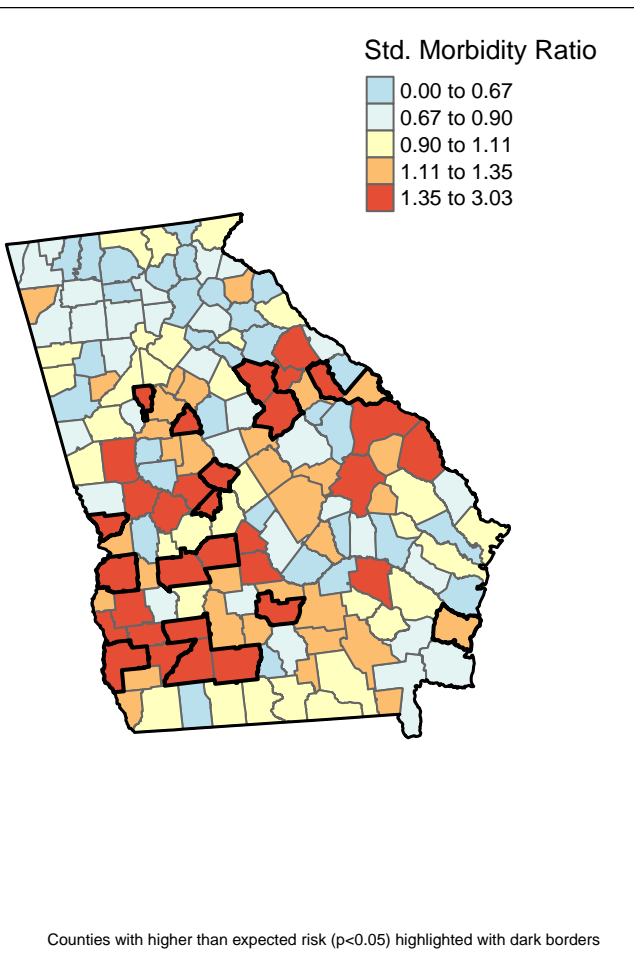 Std. Morbidity Ratio
0.00 to 0.67
0.67 to 0.90
0.90 to 1.11
1.11 to 1.35
1.35 to 3.03
Counties with higher than expected risk (p<0.05) highlighted with dark borders